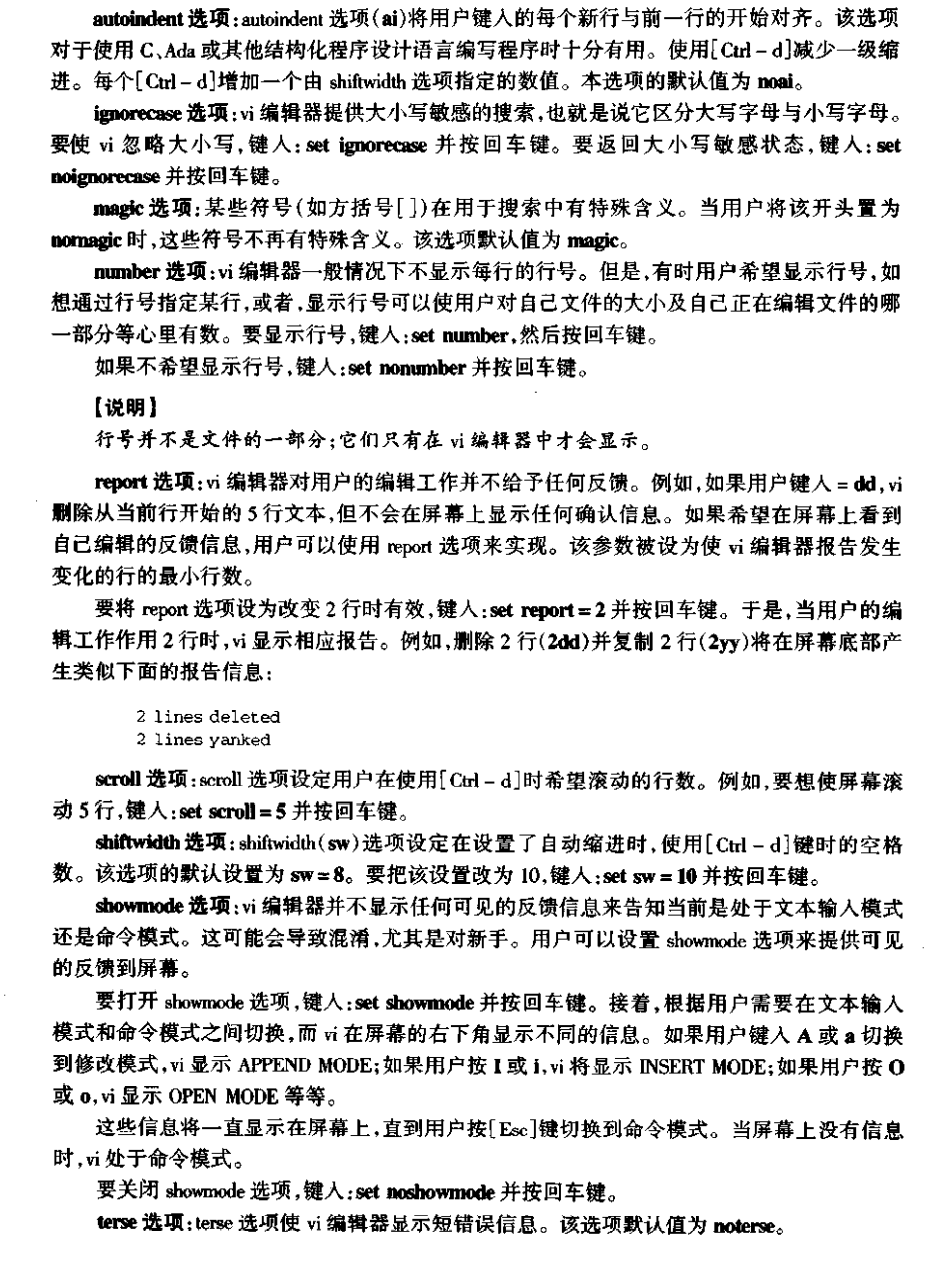 autoindent 选项:autoindent 选项(ai)将用户键入的每个新行与前一行的开始对齐。该选项
对于使用 C、Ada 或其他结构化程序设计语言编写程序时十分有用。使用[Ctrl – d]减少一级缩
进。每个[Ctrl – d]增加一个由 shiftwidth 选项指定的数值。本选项的默认值为 noai。
ignorecase 选项:vi 编辑器提供大小写敏感的搜索,也就是说它区分大写字母与小写字母。
要使 vi 忽略大小写,键入:set ignorecase 并按回车键。要返回大小写敏感状态,键入:set
noignorecase 并按回车键。
magic 选项:某些符号(如方括号[ ])在用于搜索中有特殊含义。当用户将该开头置为
nomagic 时,这些符号不再有特殊含义。该选项默认值为 magic。
number 选项:vi 编辑器一般情况下不显示每行的行号。但是,有时用户希望显示行号,如
想通过行号指定某行,或者,显示行号可以使用户对自己文件的大小及自己正在编辑文件的哪
一部分等心里有数。要显示行号,键入:set number,然后按回车键。
如果不希望显示行号,键入:set nonumber 并按回车键。
【说明】
行号并不是文件的一部分;它们只有在 vi 编辑器中才会显示。
report 选项:vi 编辑器对用户的编辑工作并不给予任何反馈。例如,如果用户键入 = dd,vi
删除从当前行开始的 5 行文本,但不会在屏幕上显示任何确认信息。如果希望在屏幕上看到
自己编辑的反馈信息,用户可以使用 report 选项来实现。该参数被设为使 vi 编辑器报告发生
变化的行的最小行数。
要将 report 选项设为改变 2 行时有效,键入:set report = 2 并按回车键。于是,当用户的编
辑工作作用 2 行时,vi 显示相应报告。例如,删除 2 行(2dd)并复制 2 行(2yy)将在屏幕底部产
生类似下面的报告信息:
2 lines deleted
2 lines yanked
scroll 选项:scroll 选项设定用户在使用[Ctrl – d]时希望滚动的行数。例如,要想使屏幕滚
动 5 行,键入:set scroll = 5 并按回车键。
shiftwidth 选项:shiftwidth(sw)选项设定在设置了自动缩进时,使用[Ctrl – d]键时的空格
数。该选项的默认设置为 sw = 8。要把该设置改为 10,键入:set sw = 10 并按回车键。
showmode 选项:vi 编辑器并不显示任何可见的反馈信息来告知当前是处于文本输入模式
还是命令模式。这可能会导致混淆,尤其是对新手。用户可以设置 showmode 选项来提供可见
的反馈到屏幕。
要打开 showmode 选项,键入:set showmode 并按回车键。接着,根据用户需要在文本输入
模式和命令模式之间切换,而 vi 在屏幕的右下角显示不同的信息。如果用户键入 A 或 a 切换
到修改模式,vi 显示 APPEND MODE;如果用户按 I 或 i,vi 将显示 INSERT MODE;如果用户按 O
或 o,vi 显示 OPEN MODE 等等。
这些信息将一直显示在屏幕上,直到用户按[Esc]键切换到命令模式。当屏幕上没有信息
时,vi 处于命令模式。
要关闭 showmode 选项,键入:set noshowmode 并按回车键。
terse 选项:terse 选项使 vi 编辑器显示短错误信息。该选项默认值为 noterse。